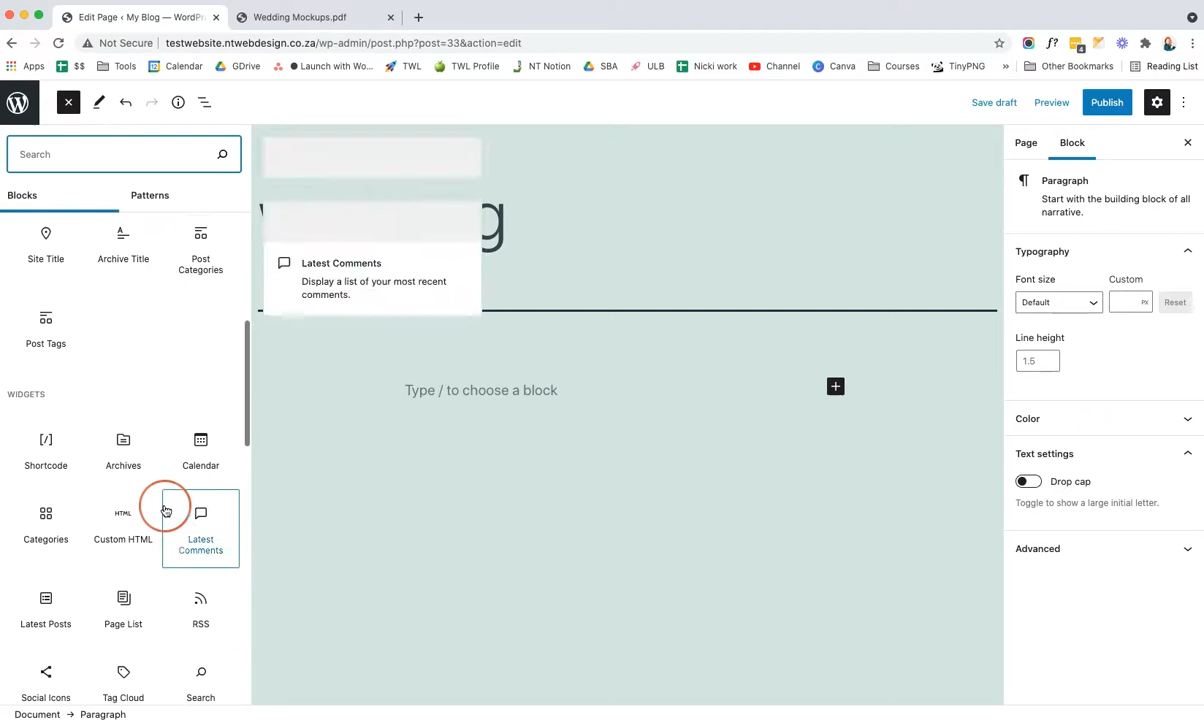 Edit Page ‹ My Blog — WordPr
Wedding Mockups.pdf
Not Secure
testwebsite.ntwebdesign.co.za/wp-admin/post.php?post=33&action=edit
4
Apps
$$
Tools
Calendar
GDrive
Launch with Wo...
TWL
TWL Profile
NT Notion
SBA
ULB
Nicki work
Channel
Canva
Courses
TinyPNG
»
Other Bookmarks
Reading List
Save draft
Preview
Publish
Search
Blocks
Patterns
Site Title
Archive Title
Post
Categories
Post Tags
WIDGETS
Shortcode
Archives
Calendar
Categories
HTML
Custom HTML
Latest
Comments
Latest Posts
Page List
RSS
Social Icons
Tag Cloud
Search
Latest Comments
Display a list of your most recent
comments.
Type / to choose a block
Page
Block
Paragraph
Start with the building block of all
narrative.
Typography
Font size
Custom
Default
PX
Reset
Line height
1.5
Color
Text settings
Drop cap
Toggle to show a large initial letter.
Advanced
Document → Paragraph